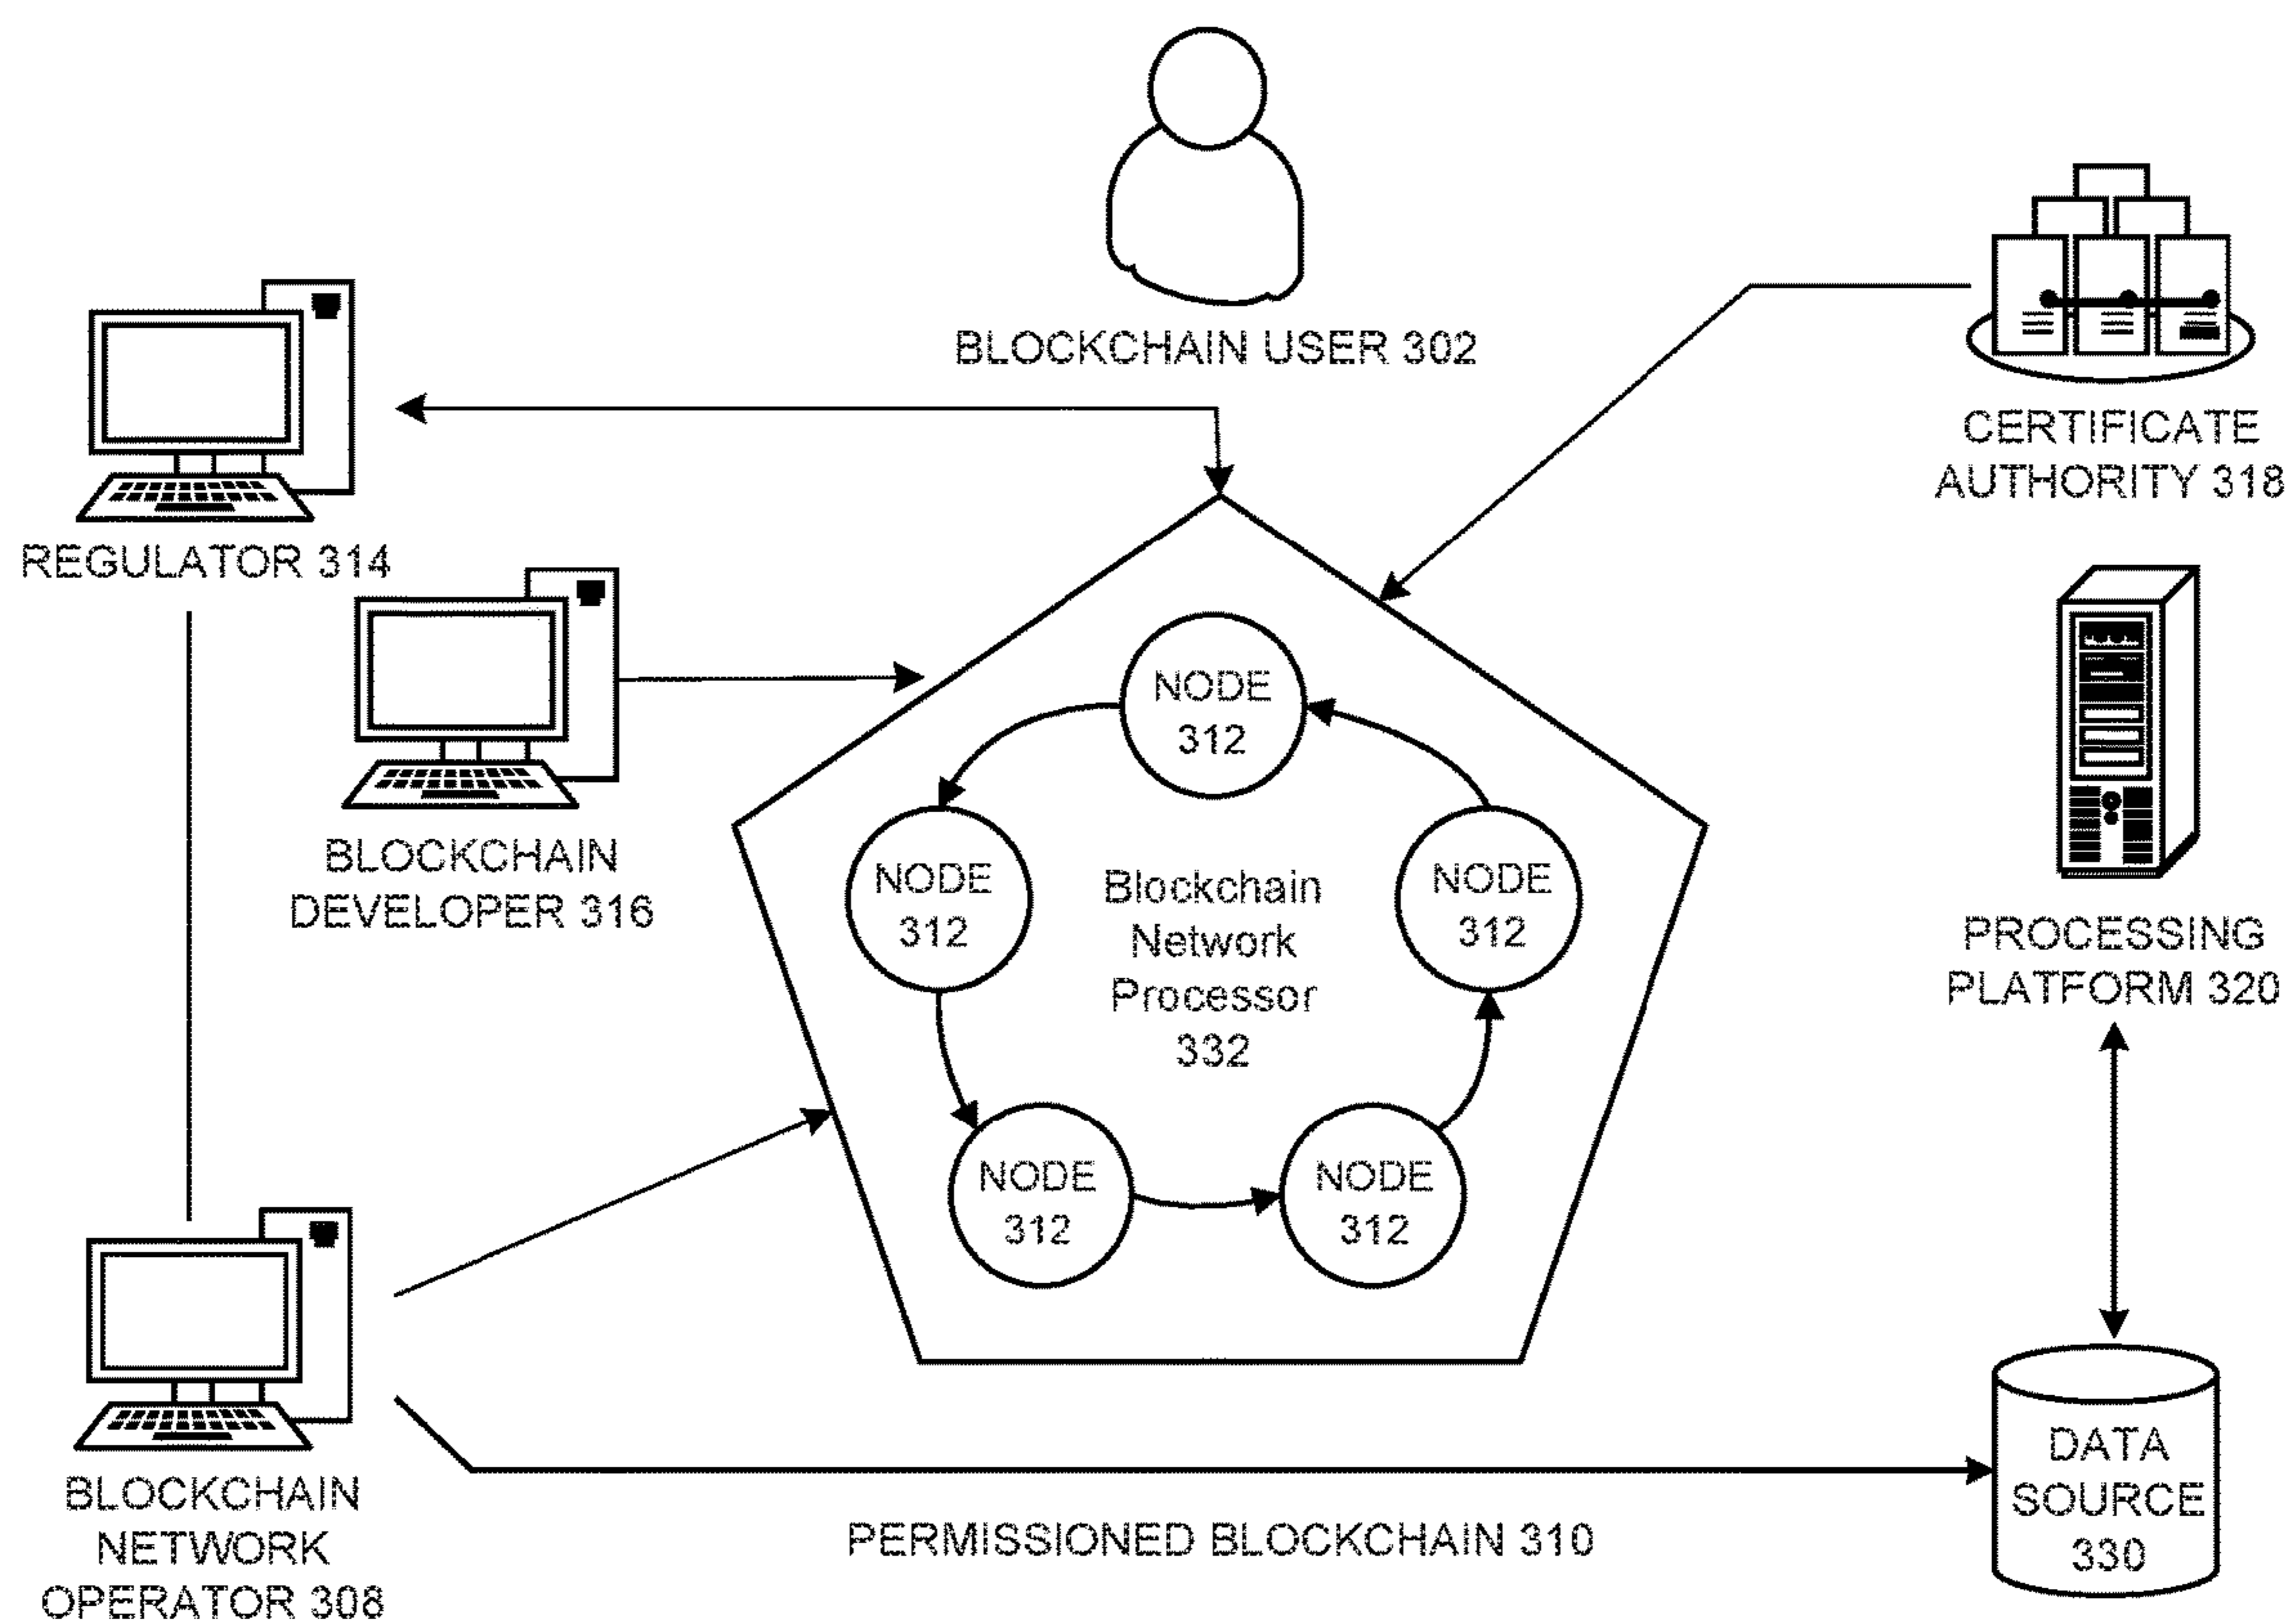 BLOCKCHAIN USER 302
CERTIFICATE
AUTHORITY 318
REGULATOR 314
BLOCKCHAIN
DEVELOPER 316
NODE
312
NODE
312
Blockchain
Network
Processor
332
NODE
312
NODE
312
NODE
312
PROCESSING
PLATFORM 320
BLOCKCHAIN
NETWORK
OPERATOR 308
PERMISSIONED BLOCKCHAIN 310
DATA
SOURCE
330